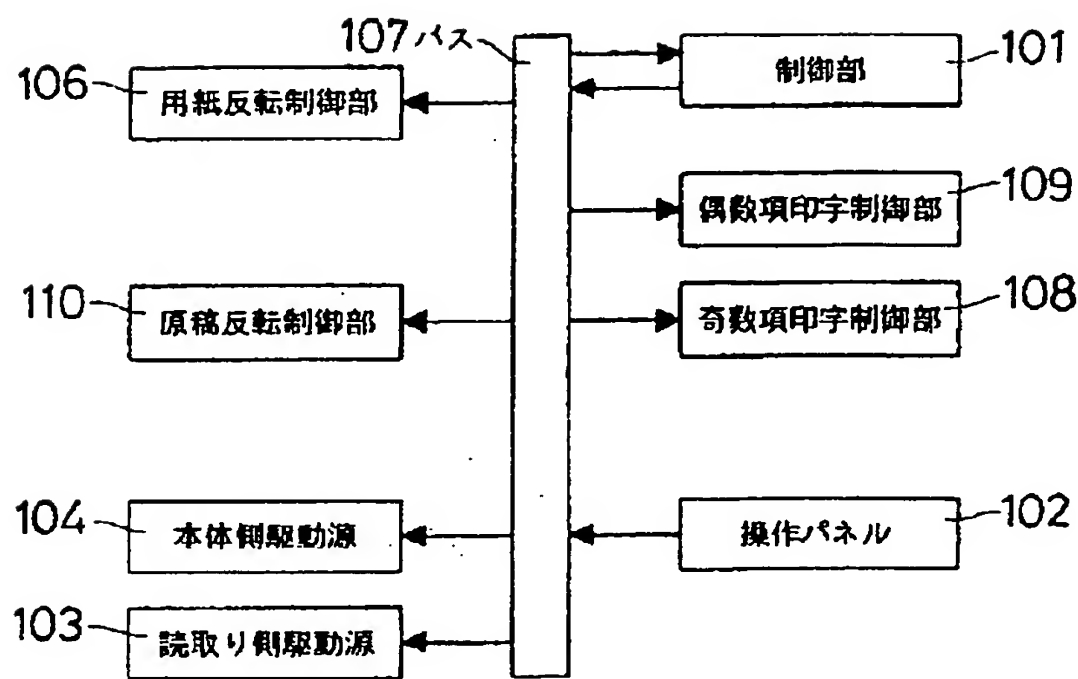 107 バス
制御部 101
106 用紙反転制御部
偶数項印字制御部 109
110 原稿反転制御部
奇数項印字制御部 108
104 本体側駆動源
操作パネル 102
103 読取り側駆動源